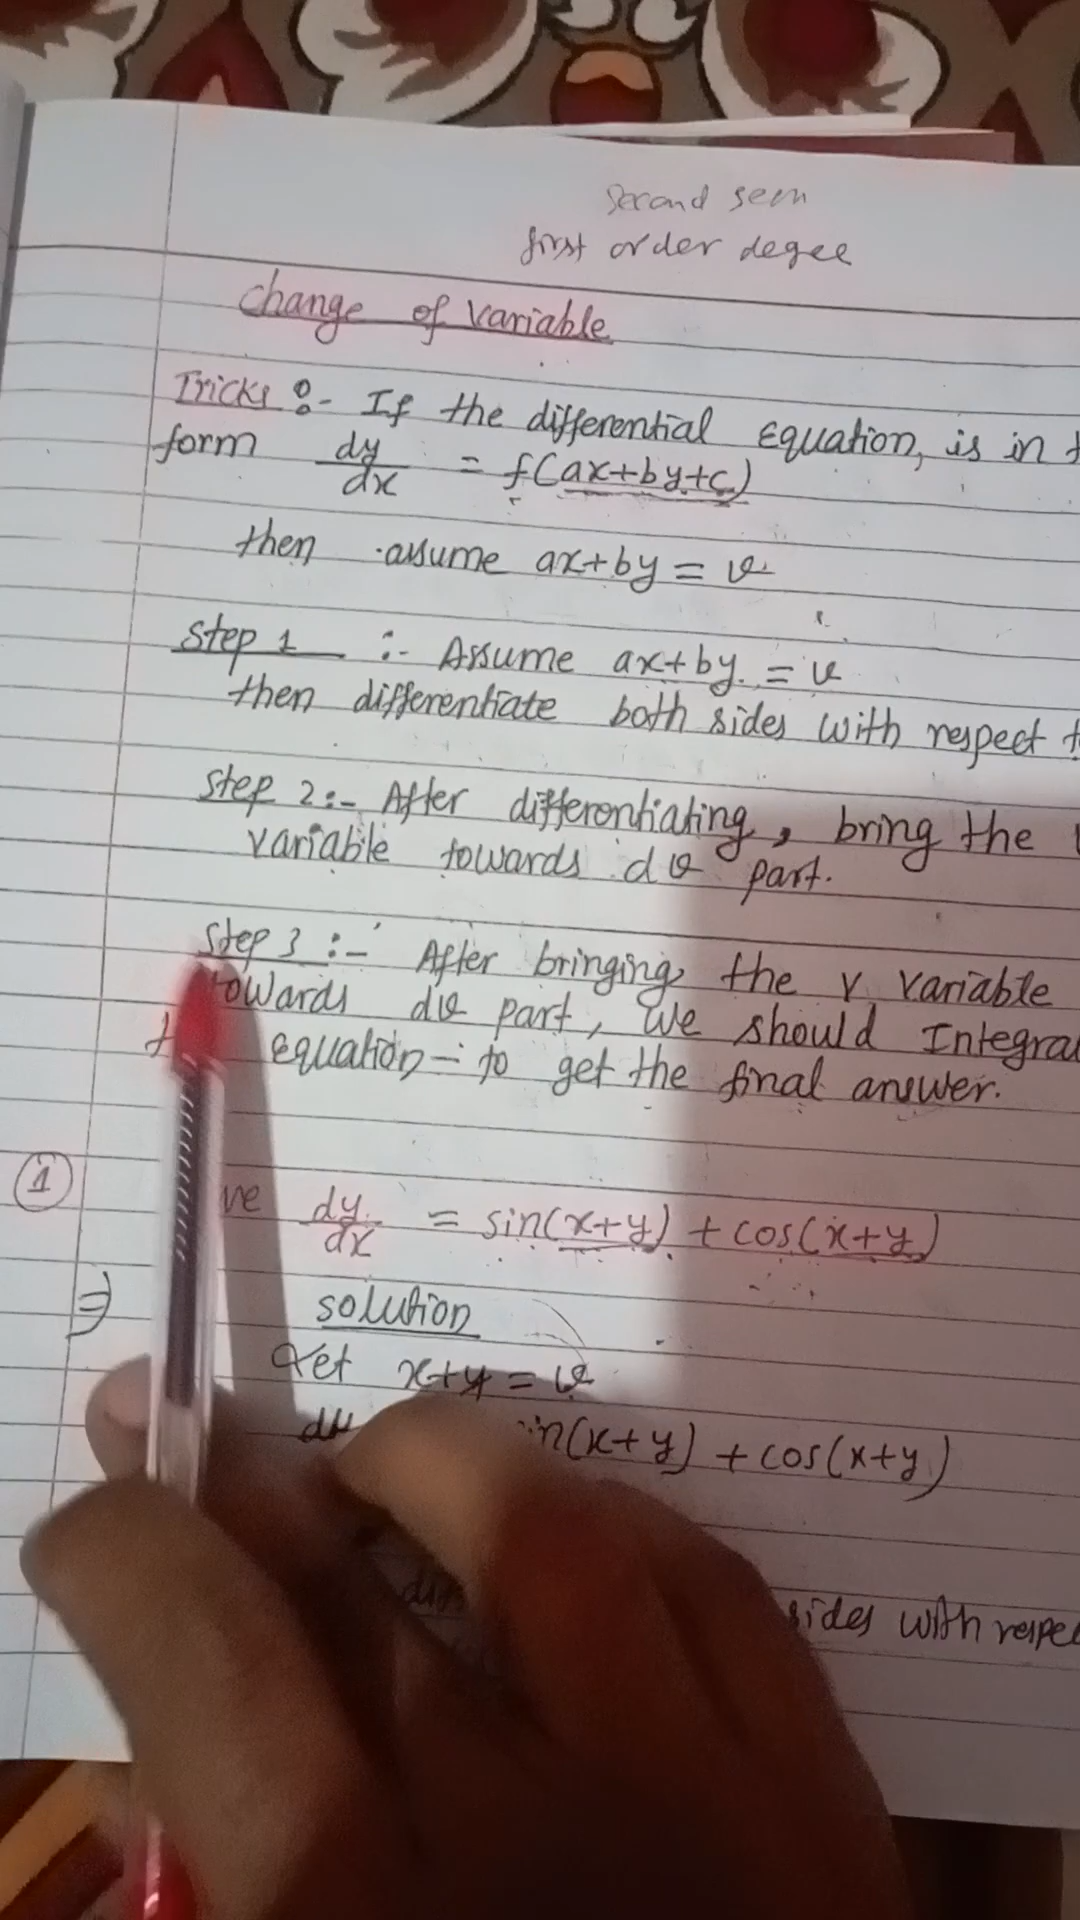 Second sem
first order degee
Change of variable
Tricks :- If the differential Equation, is in
form dy/dx = f(ax+by+c)
then assume ax+by = v
Step 1 :- Assume ax+by = v
then differentiate both sides with respect
Step 2:- After differentiating, bring the
variable towards dv part.
Step 3 :- After bringing the v variable
towards dv part, we should
equation to get the final answer.
1 dy/dx = sin(x+y) + cos(x+y)
⇒ solution
Let x+y = v
(x+y) + cos(x+y)
sides with